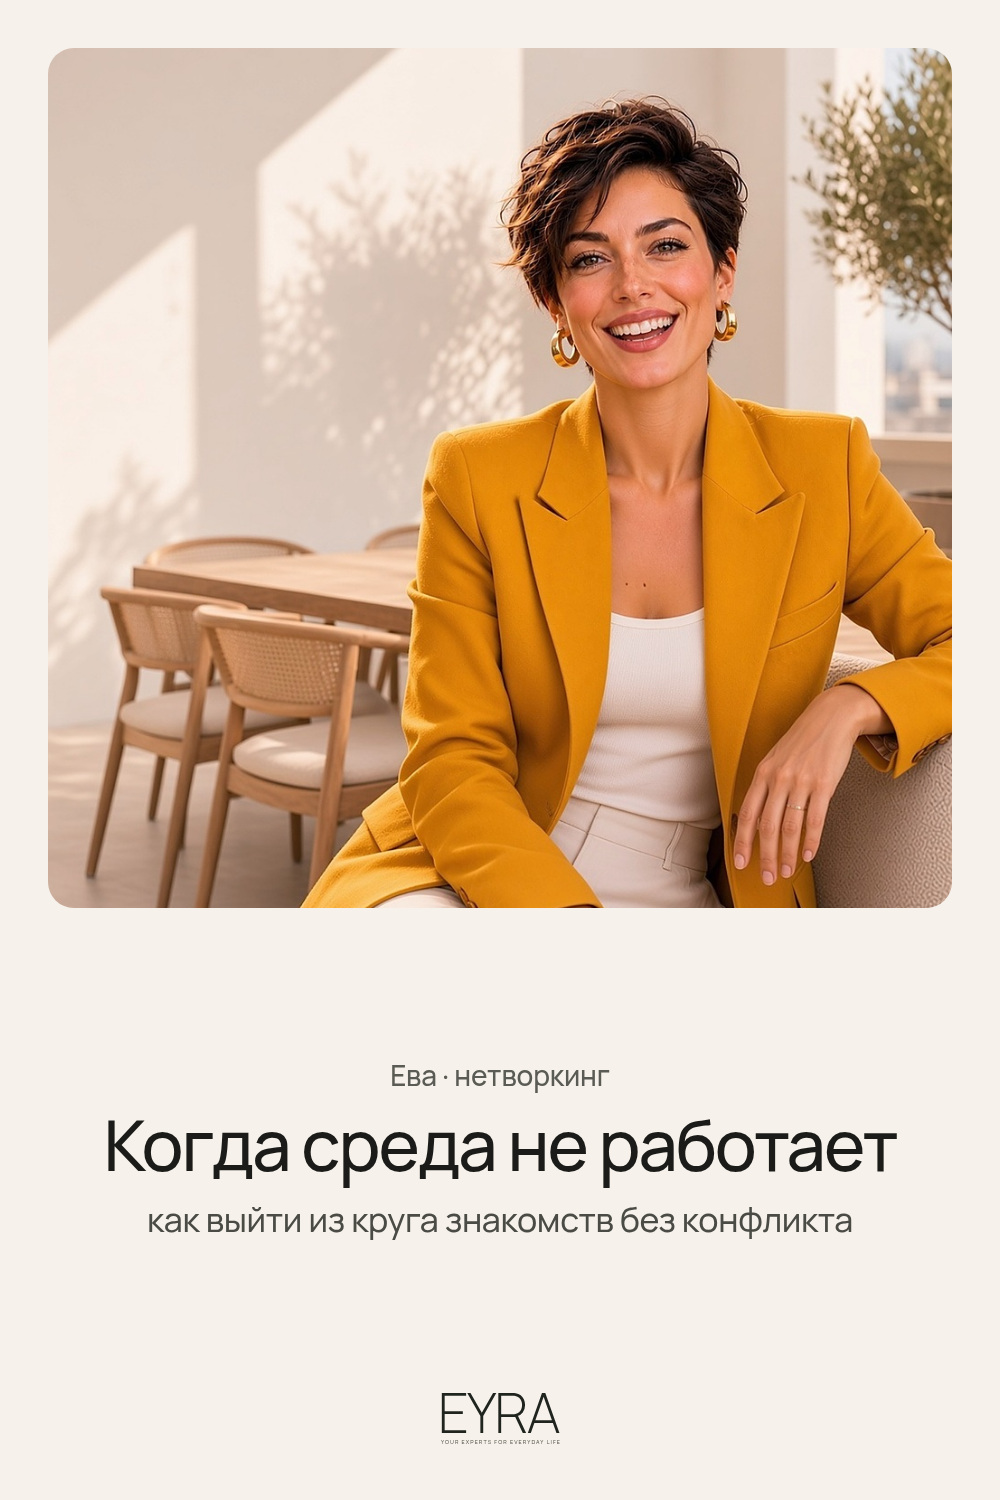 Ева · нетворкинг
Когда среда не работает
как выйти из круга знакомств без конфликта
EYRA
YOUR EXPERTS FOR EVERYDAY LIFE